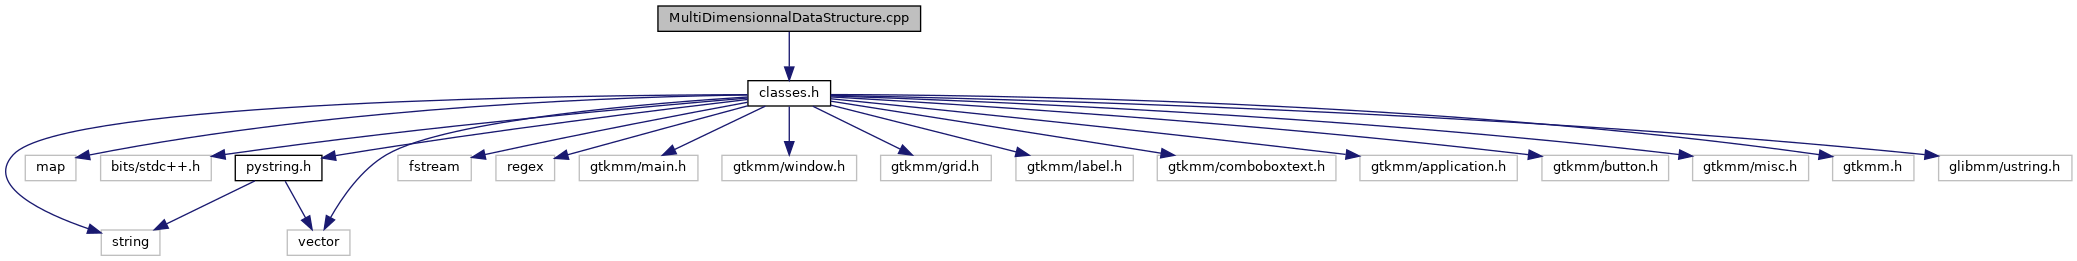 MultiDimensionnalDataStructure.cpp
classes.h
map
bits/stdc++.h
pystring.h
fstream
regex
gtkmm/main.h
gtkmm/window.h
gtkmm/grid.h
gtkmm/label.h
gtkmm/comboboxtext.h
gtkmm/application.h
gtkmm/button.h
gtkmm/misc.h
gtkmm.h
glibmm/ustring.h
string
vector